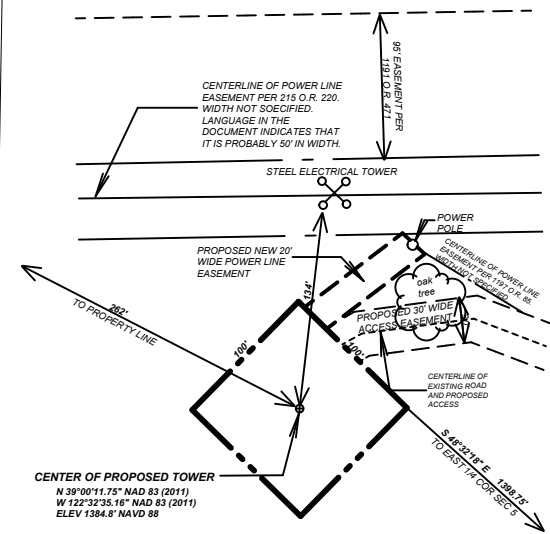 95' EASEMENT PER
1191 O.R. 471
CENTERLINE OF POWER LINE
EASEMENT PER 215 O.R. 220.
WIDTH NOT SOECIFIED.
LANGUAGE IN THE
DOCUMENT INDICATES THAT
IT IS PROBABLY 50' IN WIDTH.
STEEL ELECTRICAL TOWER
POWER
POLE
PROPOSED NEW 20'
WIDE POWER LINE
EASEMENT
CENTERLINE OF POWER LINE
EASEMENT PER 1197 O.R. 85.
WIDTH NOT SPECIFIED.
oak
tree
134'
PROPOSED 30' WIDE
ACCESS EASEMENT
262'
TO PROPERTY LINE
100'
100'
CENTERLINE OF
EXISTING ROAD
AND PROPOSED
ACCESS
S 48°32'18" E 1398.75'
TO EAST 1/4 COR SEC 5
CENTER OF PROPOSED TOWER
N 39°00'11.75" NAD 83 (2011)
W 122°32'35.16" NAD 83 (2011)
ELEV 1384.8' NAVD 88